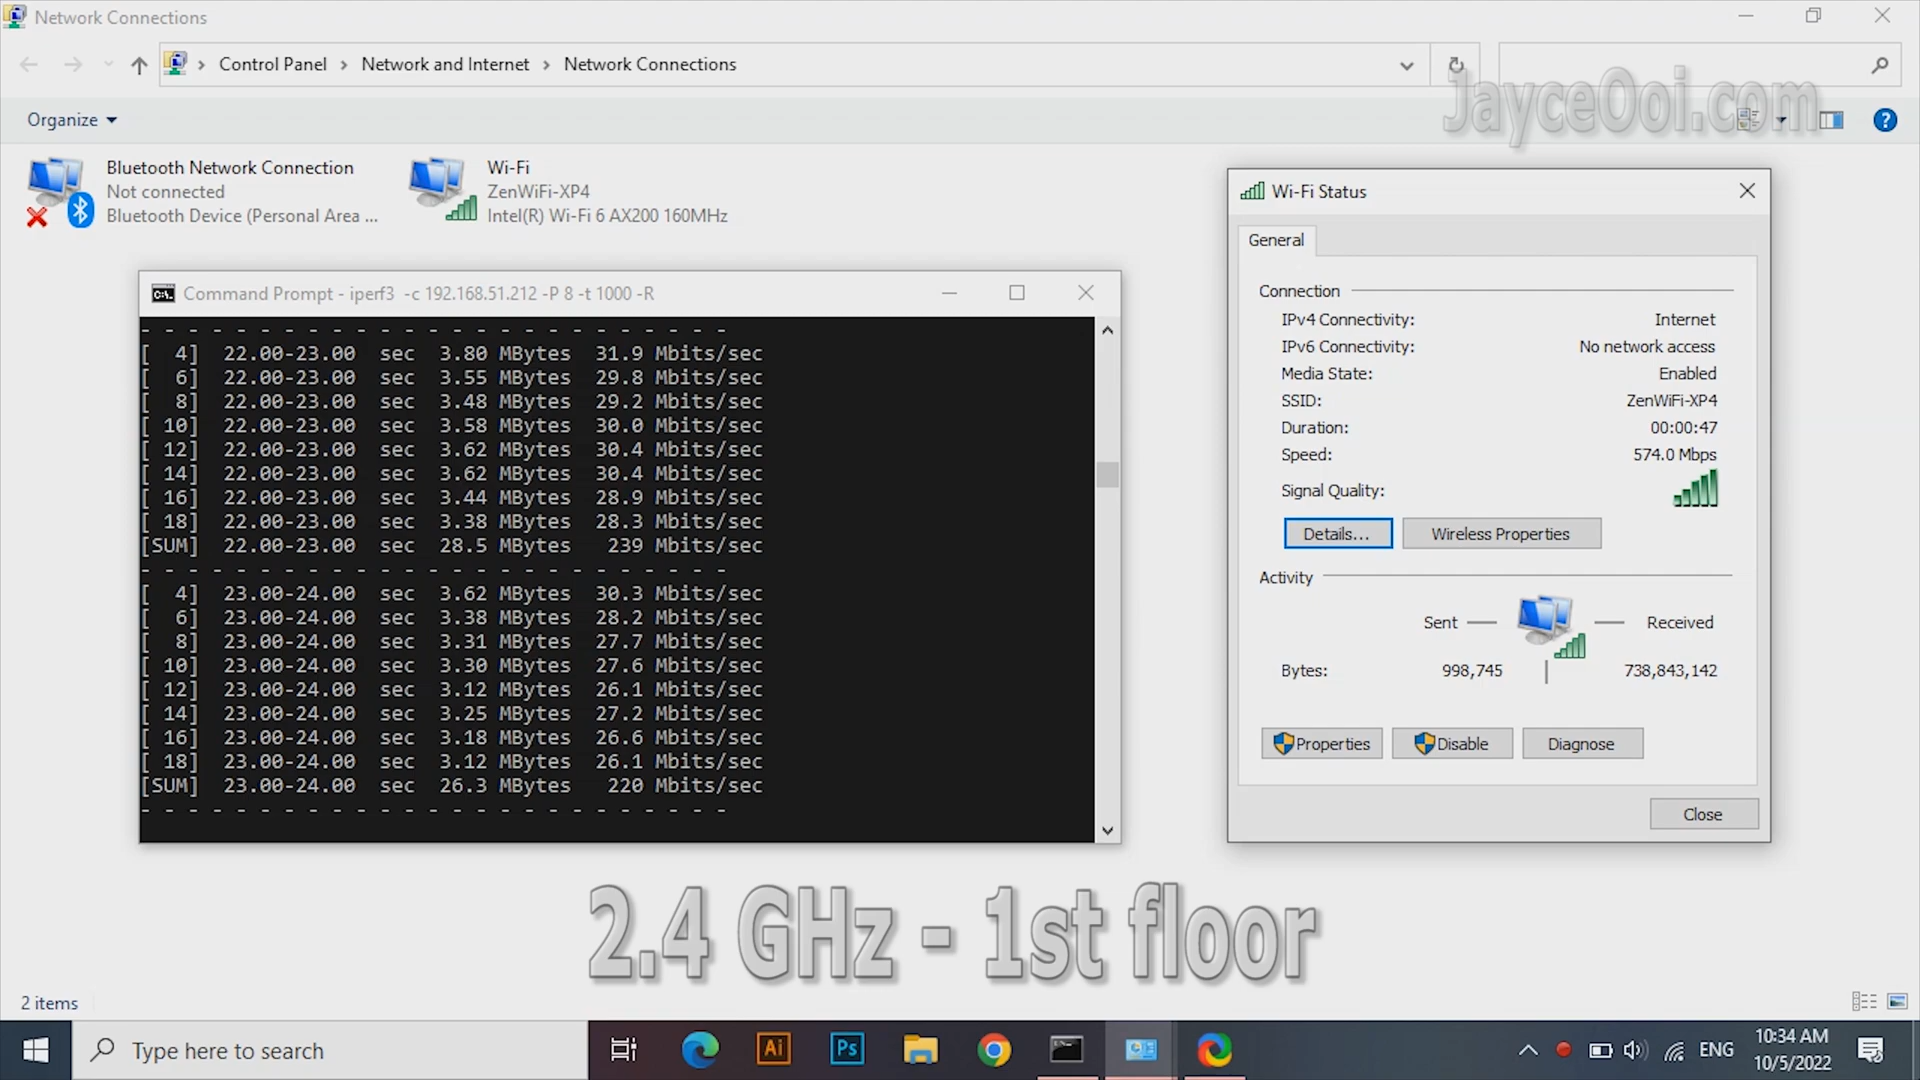 Network Connections
Control Panel > Network and Internet > Network Connections
JayceOoi.com
Organize
Bluetooth Network Connection
Not connected
Bluetooth Device (Personal Area ...
Wi-Fi
ZenWiFi-XP4
Intel(R) Wi-Fi 6 AX200 160MHz
Command Prompt - iperf3 -c 192.168.51.212 -P 8 -t 1000 -R
- - - - - - - - - - - - - - - - - - - - - - - - -
[  4]  22.00-23.00  sec  3.80 MBytes  31.9 Mbits/sec
[  6]  22.00-23.00  sec  3.55 MBytes  29.8 Mbits/sec
[  8]  22.00-23.00  sec  3.48 MBytes  29.2 Mbits/sec
[ 10]  22.00-23.00  sec  3.58 MBytes  30.0 Mbits/sec
[ 12]  22.00-23.00  sec  3.62 MBytes  30.4 Mbits/sec
[ 14]  22.00-23.00  sec  3.62 MBytes  30.4 Mbits/sec
[ 16]  22.00-23.00  sec  3.44 MBytes  28.9 Mbits/sec
[ 18]  22.00-23.00  sec  3.38 MBytes  28.3 Mbits/sec
[SUM]  22.00-23.00  sec  28.5 MBytes  239 Mbits/sec
- - - - - - - - - - - - - - - - - - - - - - - - -
[  4]  23.00-24.00  sec  3.62 MBytes  30.3 Mbits/sec
[  6]  23.00-24.00  sec  3.38 MBytes  28.2 Mbits/sec
[  8]  23.00-24.00  sec  3.31 MBytes  27.7 Mbits/sec
[ 10]  23.00-24.00  sec  3.30 MBytes  27.6 Mbits/sec
[ 12]  23.00-24.00  sec  3.12 MBytes  26.1 Mbits/sec
[ 14]  23.00-24.00  sec  3.25 MBytes  27.2 Mbits/sec
[ 16]  23.00-24.00  sec  3.18 MBytes  26.6 Mbits/sec
[ 18]  23.00-24.00  sec  3.12 MBytes  26.1 Mbits/sec
[SUM]  23.00-24.00  sec  26.3 MBytes  220 Mbits/sec
- - - - - - - - - - - - - - - - - - - - - - - - -
Wi-Fi Status
General
Connection
IPv4 Connectivity: Internet
IPv6 Connectivity: No network access
Media State: Enabled
SSID: ZenWiFi-XP4
Duration: 00:00:47
Speed: 574.0 Mbps
Signal Quality:
Details... Wireless Properties
Activity
Sent — — Received
Bytes: 998,745 | 738,843,142
Properties Disable Diagnose
Close
2.4 GHz - 1st floor
2 items
Type here to search
Ai
Ps
ENG
10:34 AM
10/5/2022